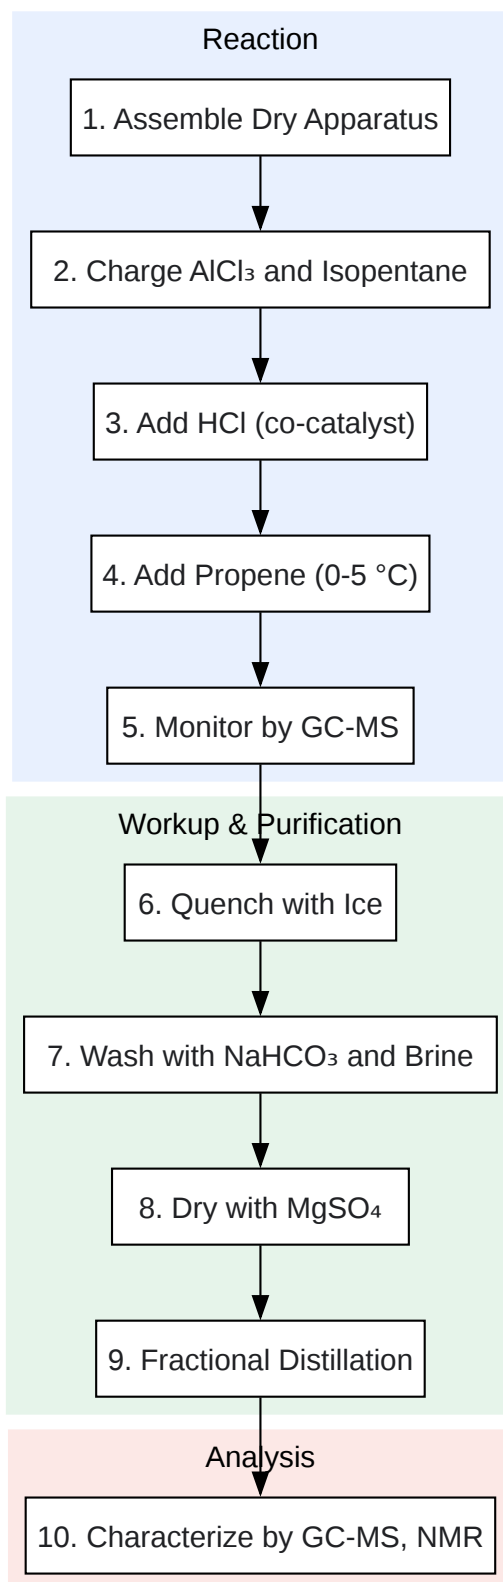 Reaction
1. Assemble Dry Apparatus
2. Charge AlCl₃ and Isopentane
3. Add HCl (co-catalyst)
4. Add Propene (0-5 °C)
5. Monitor by GC-MS
Workup & Purification
6. Quench with Ice
7. Wash with NaHCO₃ and Brine
8. Dry with MgSO₄
9. Fractional Distillation
Analysis
10. Characterize by GC-MS, NMR